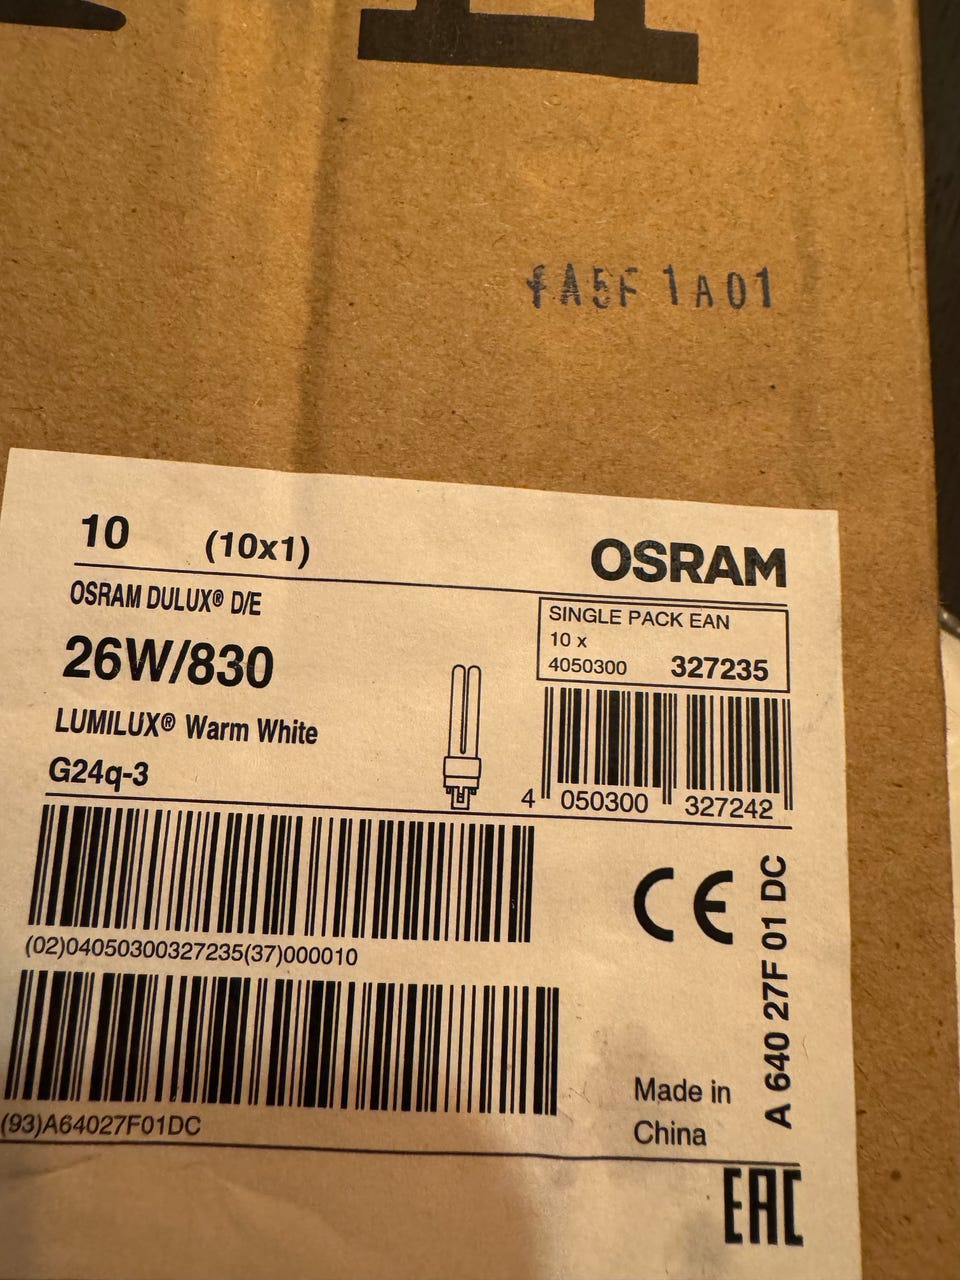 fA5F 1A01
10 (10x1)
OSRAM
OSRAM DULUX® D/E
26W/830
LUMILUX® Warm White
G24q-3
SINGLE PACK EAN
10 x
4050300 327235
4 050300 327242
(02)04050300327235(37)000010
CE
A 640 27F 01 DC
(93)A64027F01DC
Made in
China
EAC